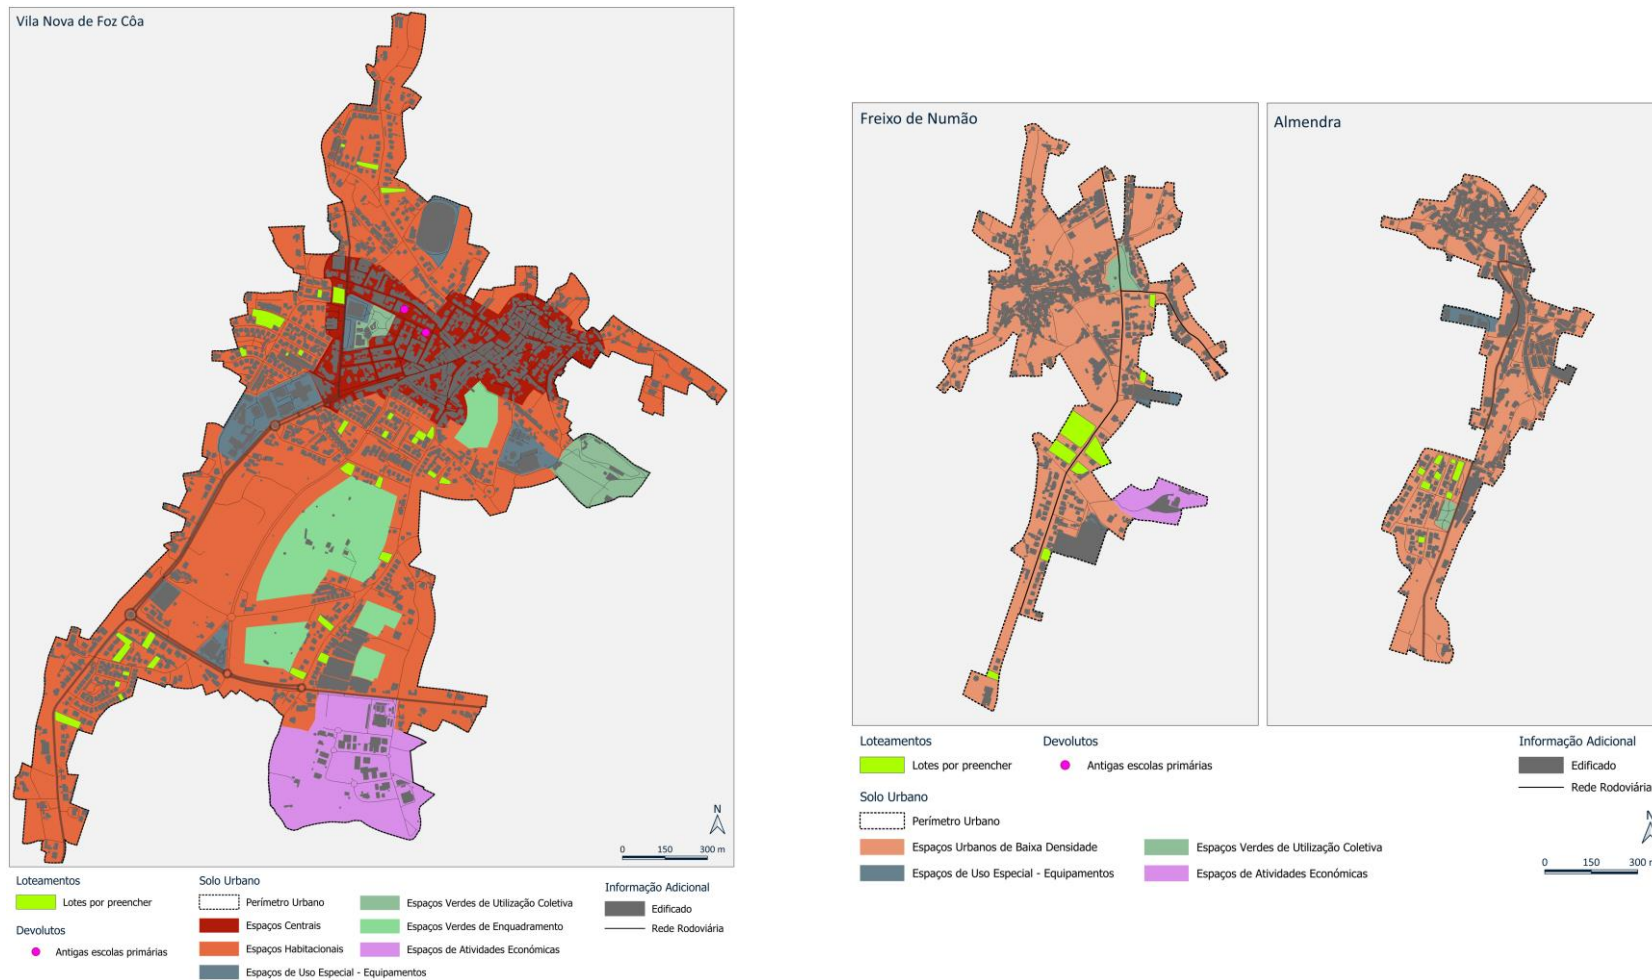 Vila Nova de Foz Côa
N
0 150 300 m
Loteamentos
Lotes por preencher
Devolutos
Antigas escolas primárias
Solo Urbano
Perímetro Urbano
Espaços Centrais
Espaços Habitacionais
Espaços de Uso Especial - Equipamentos
Espaços Verdes de Utilização Coletiva
Espaços Verdes de Enquadramento
Espaços de Atividades Económicas
Informação Adicional
Edificado
Rede Rodoviária
Freixo de Numão
Almendra
Loteamentos
Lotes por preencher
Devolutos
Antigas escolas primárias
Solo Urbano
Perímetro Urbano
Espaços Urbanos de Baixa Densidade
Espaços de Uso Especial - Equipamentos
Espaços Verdes de Utilização Coletiva
Espaços de Atividades Económicas
Informação Adicional
Edificado
Rede Rodoviária
N
0 150 300 m